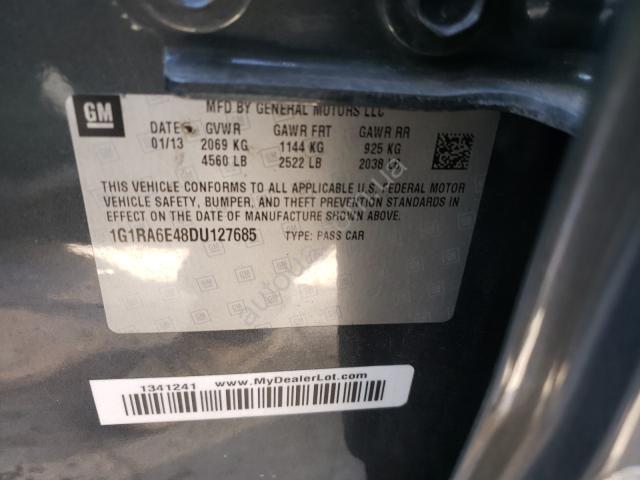 GM
MFD BY GENERAL MOTORS LLC
DATE GVWR GAWR FRT GAWR RR
01/13 2069 KG 1144 KG 925 KG
4560 LB 2522 LB 2038 LB
THIS VEHICLE CONFORMS TO ALL APPLICABLE U.S. FEDERAL MOTOR
VEHICLE SAFETY, BUMPER, AND THEFT PREVENTION STANDARDS IN
EFFECT ON THE DATE OF MANUFACTURE SHOWN ABOVE.
1G1RA6E48DU127685 TYPE: PASS CAR
1341241 www.MyDealerLot.com